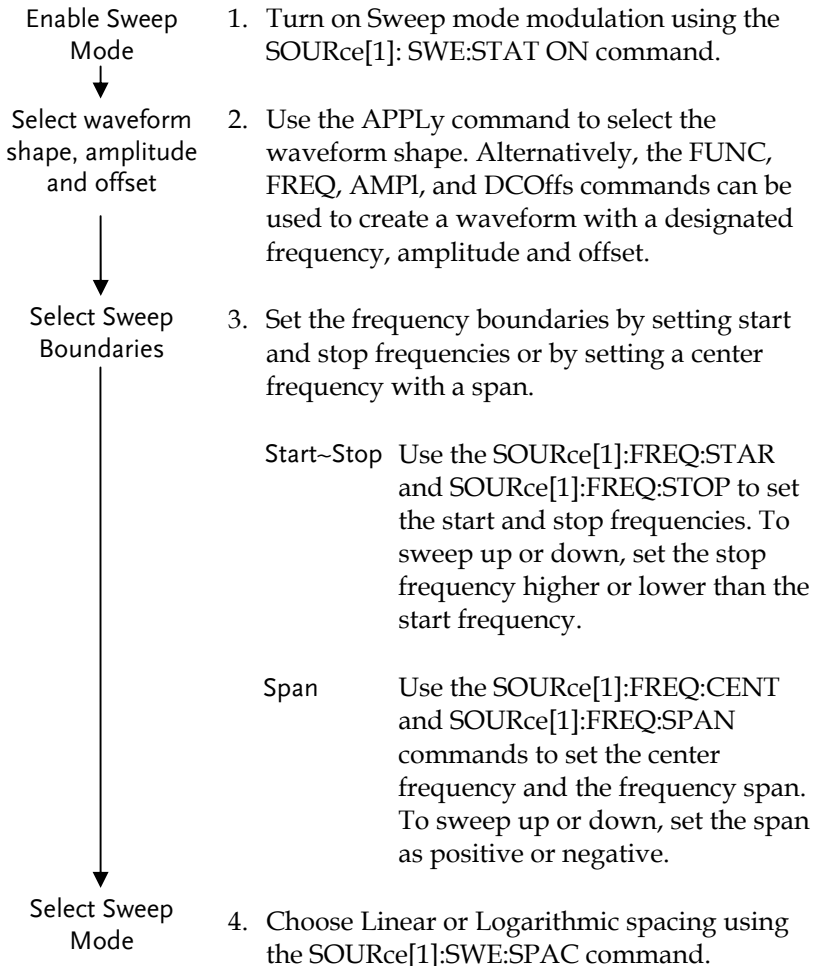 Enable Sweep
Mode
1. Turn on Sweep mode modulation using the
SOURce[1]: SWE:STAT ON command.
Select waveform
shape, amplitude
and offset
2. Use the APPLy command to select the
waveform shape. Alternatively, the FUNC,
FREQ, AMPl, and DCOffs commands can be
used to create a waveform with a designated
frequency, amplitude and offset.
Select Sweep
Boundaries
3. Set the frequency boundaries by setting start
and stop frequencies or by setting a center
frequency with a span.
Start~Stop Use the SOURce[1]:FREQ:STAR
and SOURce[1]:FREQ:STOP to set
the start and stop frequencies. To
sweep up or down, set the stop
frequency higher or lower than the
start frequency.
Span Use the SOURce[1]:FREQ:CENT
and SOURce[1]:FREQ:SPAN
commands to set the center
frequency and the frequency span.
To sweep up or down, set the span
as positive or negative.
Select Sweep
Mode
4. Choose Linear or Logarithmic spacing using
the SOURce[1]:SWE:SPAC command.